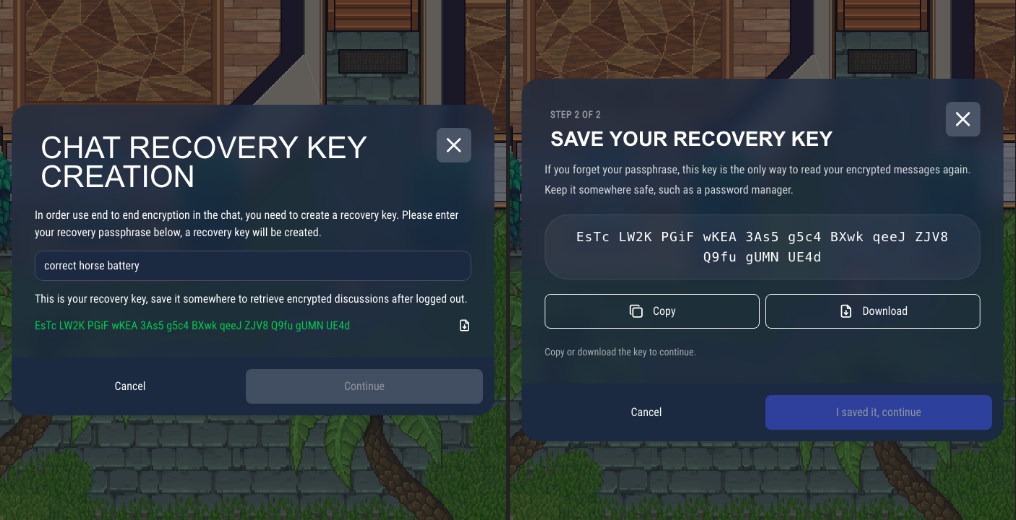 CHAT RECOVERY KEY
CREATION
In order use end to end encryption in the chat, you need to create a recovery key. Please enter
your recovery passphrase below, a recovery key will be created.
correct horse battery
This is your recovery key, save it somewhere to retrieve encrypted discussions after logged out.
EsTc LW2K PGiF wKEA 3As5 g5c4 BXwk qeeJ ZJV8 Q9fu gUMN UE4d
Cancel
Continue
STEP 2 OF 2
SAVE YOUR RECOVERY KEY
If you forget your passphrase, this key is the only way to read your encrypted messages again.
Keep it somewhere safe, such as a password manager.
EsTc LW2K PGiF wKEA 3As5 g5c4 BXwk qeeJ ZJV8
Q9fu gUMN UE4d
Copy
Download
Copy or download the key to continue.
Cancel
I saved it, continue